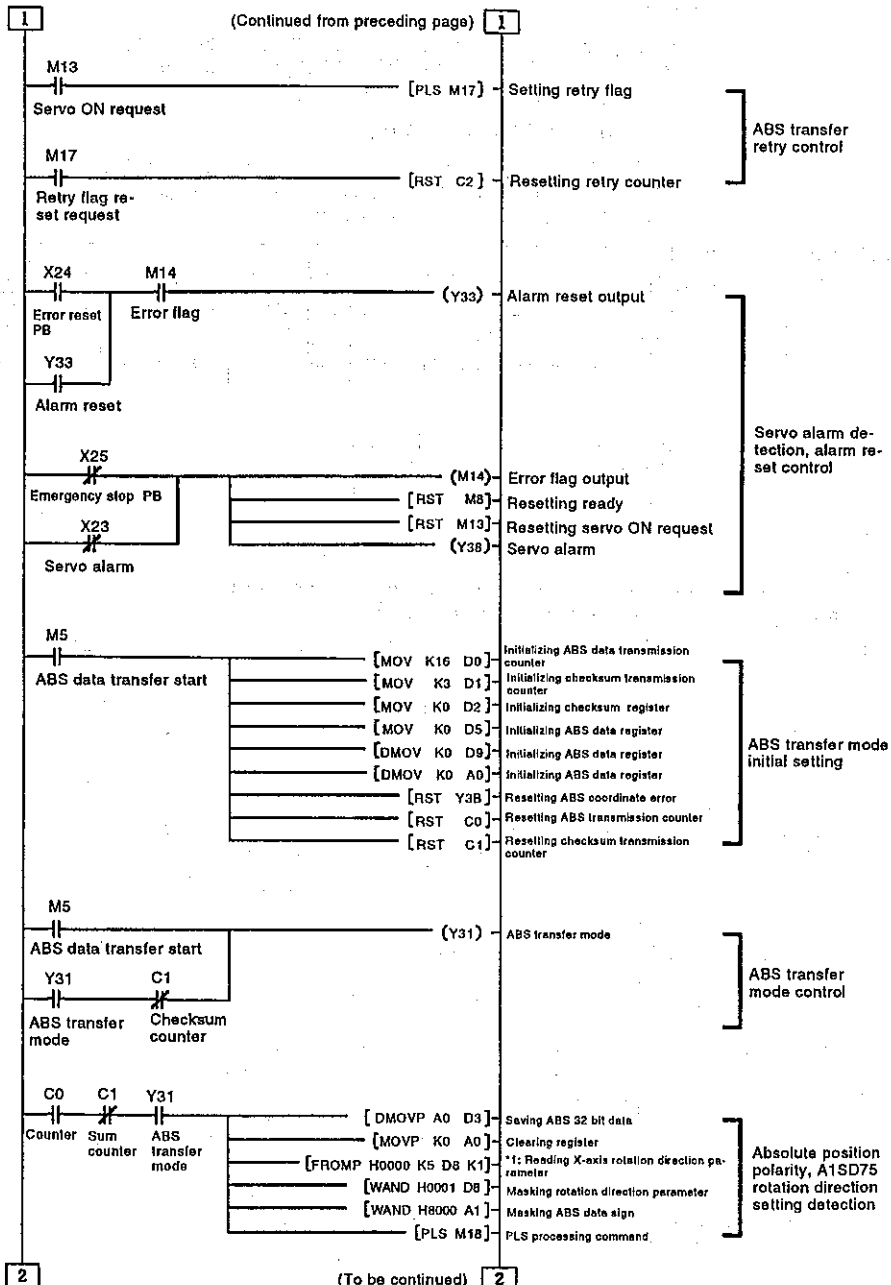 1 (Continued from preceding page) 1
M13
[PLS M17] Setting retry flag
Servo ON request
ABS transfer
retry control
M17
[RST C2] Resetting retry counter
Retry flag re-
set request
X24 M14
(Y33) Alarm reset output
Error reset
PB
Error flag
Y33
Alarm reset
Servo alarm de-
tection, alarm re-
set control
X25
(M14) Error flag output
Emergency stop PB
[RST M8] Resetting ready
[RST M13] Resetting servo ON request
X23
(Y38) Servo alarm
Servo alarm
M5
ABS data transfer start
[MOV K16 D0] Initializing ABS data transmission
counter
[MOV K3 D1] Initializing checksum transmission
counter
[MOV K0 D2] Initializing checksum register
[MOV K0 D5] Initializing ABS data register
[DMOV K0 D9] Initializing ABS data register
[DMOV K0 A0] Initializing ABS data register
[RST Y3B] Resetting ABS coordinate error
[RST C0] Resetting ABS transmission counter
[RST C1] Resetting checksum transmission
counter
ABS transfer mode
initial setting
M5
(Y31) ABS transfer mode
ABS data transfer start
Y31 C1
ABS transfer
mode
Checksum
counter
ABS transfer
mode control
C0 C1 Y31
Counter
Sum
counter
ABS
transfer
mode
[DMOVP A0 D3] Saving ABS 32 bit data
[MOVP K0 A0] Clearing register
[FROMP H0000 K5 D8 K1] *1: Reading X-axis rotation direction pa-
rameter
[WAND H0001 D8] Masking rotation direction parameter
[WAND H8000 A1] Masking ABS data sign
[PLS M18] PLS processing command
Absolute position
polarity, A1SD75
rotation direction
setting detection
2 (To be continued) 2